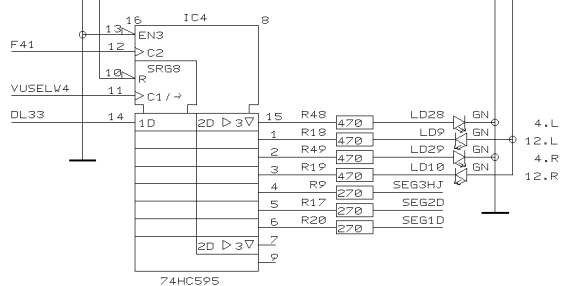 16 IC4 8
13 EN3
F41 12 C2
SRG8
10 R
VUSELW4 11 C1/→
DL33 14 1D 2D ▷ 3▽ 15 R48 470 LD28 GN 4.L
1 R18 470 LD9 GN 12.L
2 R49 470 LD29 GN 4.R
3 R19 470 LD10 GN 12.R
4 R9 270 SEG3HJ
5 R17 270 SEG2D
6 R20 270 SEG1D
2D ▷ 3▽ 7
9
74HC595